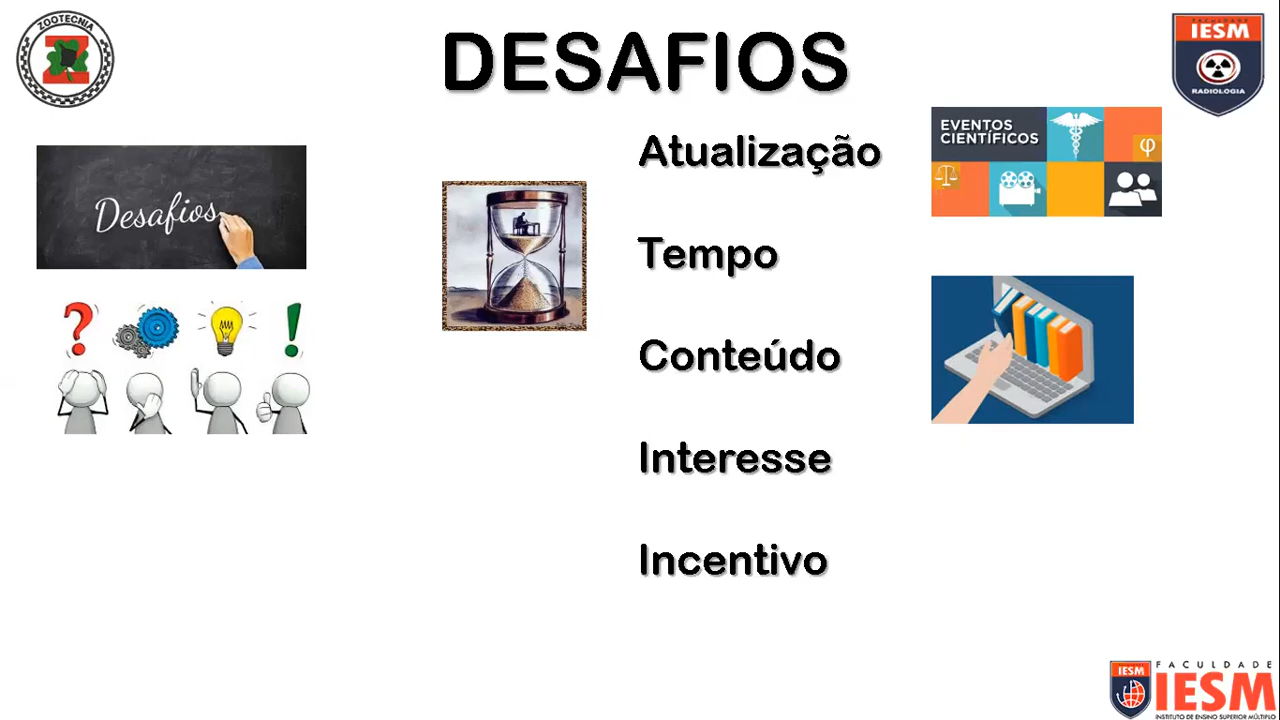 ZOOTECNIA
Z
DESAFIOS
FACULDADE
IESM
RADIOLOGIA
Desafios
Atualização
EVENTOS
CIENTÍFICOS
φ
Tempo
Conteúdo
Interesse
Incentivo
IESM
FACULDADE
IESM
INSTITUTO DE ENSINO SUPERIOR MÚLTIPLO